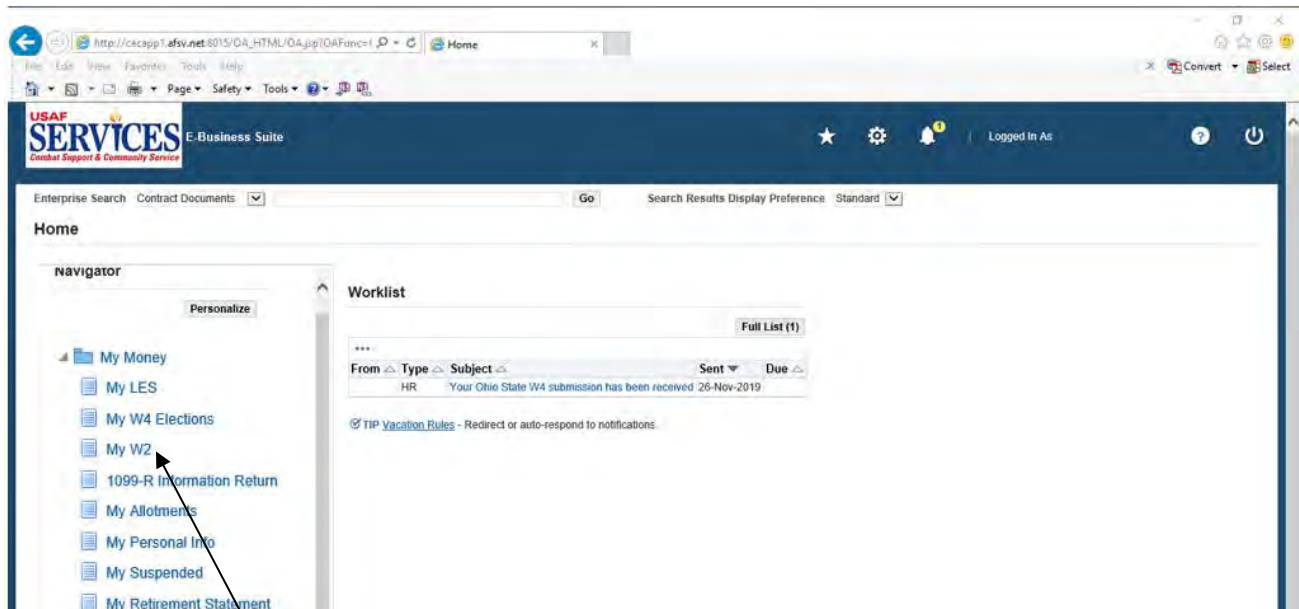 http://cacapp1.afsv.net:8015/OA_HTML/OA.jsp?OAFunc=
Home
File Edit View Favorites Tools Help
Convert Select
Page Safety Tools
USAF
SERVICES
Combat Support & Community Service
E-Business Suite
1
Logged In As
Enterprise Search Contract Documents Go Search Results Display Preference Standard
Home
Navigator
Personalize
My Money
My LES
My W4 Elections
My W2
1099-R Information Return
My Allotments
My Personal Info
My Suspended
My Retirement Statement
Worklist
Full List (1)
...
From Type Subject Sent Due
HR Your Ohio State W4 submission has been received 26-Nov-2019
TIP Vacation Rules - Redirect or auto-respond to notifications.